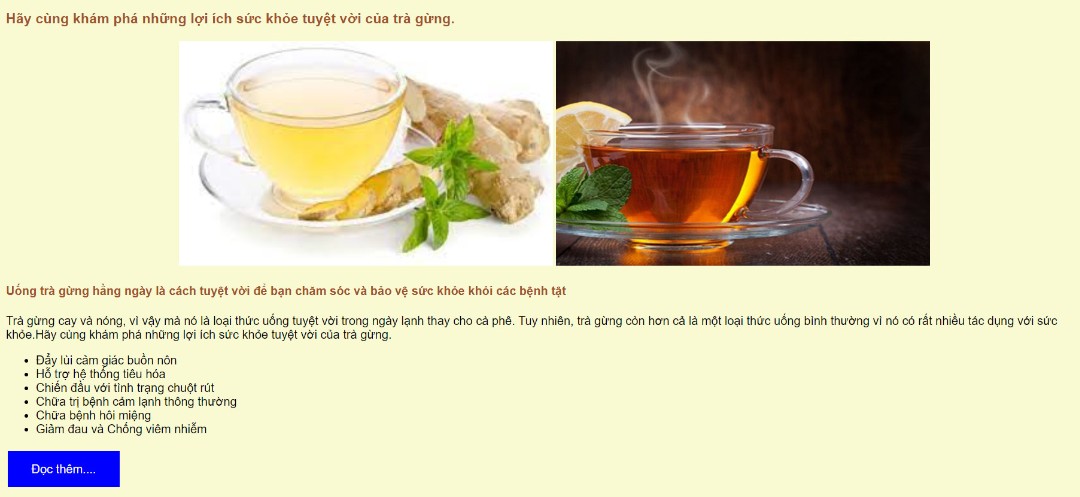 Hãy cùng khám phá những lợi ích sức khỏe tuyệt vời của trà gừng.
Uống trà gừng hằng ngày là cách tuyệt vời để bạn chăm sóc và bảo vệ sức khỏe khỏi các bệnh tật
Trà gừng cay và nóng, vì vậy mà nó là loại thức uống tuyệt vời trong ngày lạnh thay cho cà phê. Tuy nhiên, trà gừng còn hơn cả là một loại thức uống bình thường vì nó có rất nhiều tác dụng với sức
khỏe.Hãy cùng khám phá những lợi ích sức khỏe tuyệt vời của trà gừng.
• Đẩy lùi cảm giác buồn nôn
• Hỗ trợ hệ thống tiêu hóa
• Chiến đấu với tình trạng chuột rút
• Chữa trị bệnh cảm lạnh thông thường
• Chữa bệnh hôi miệng
• Giảm đau và Chống viêm nhiễm
Đọc thêm....